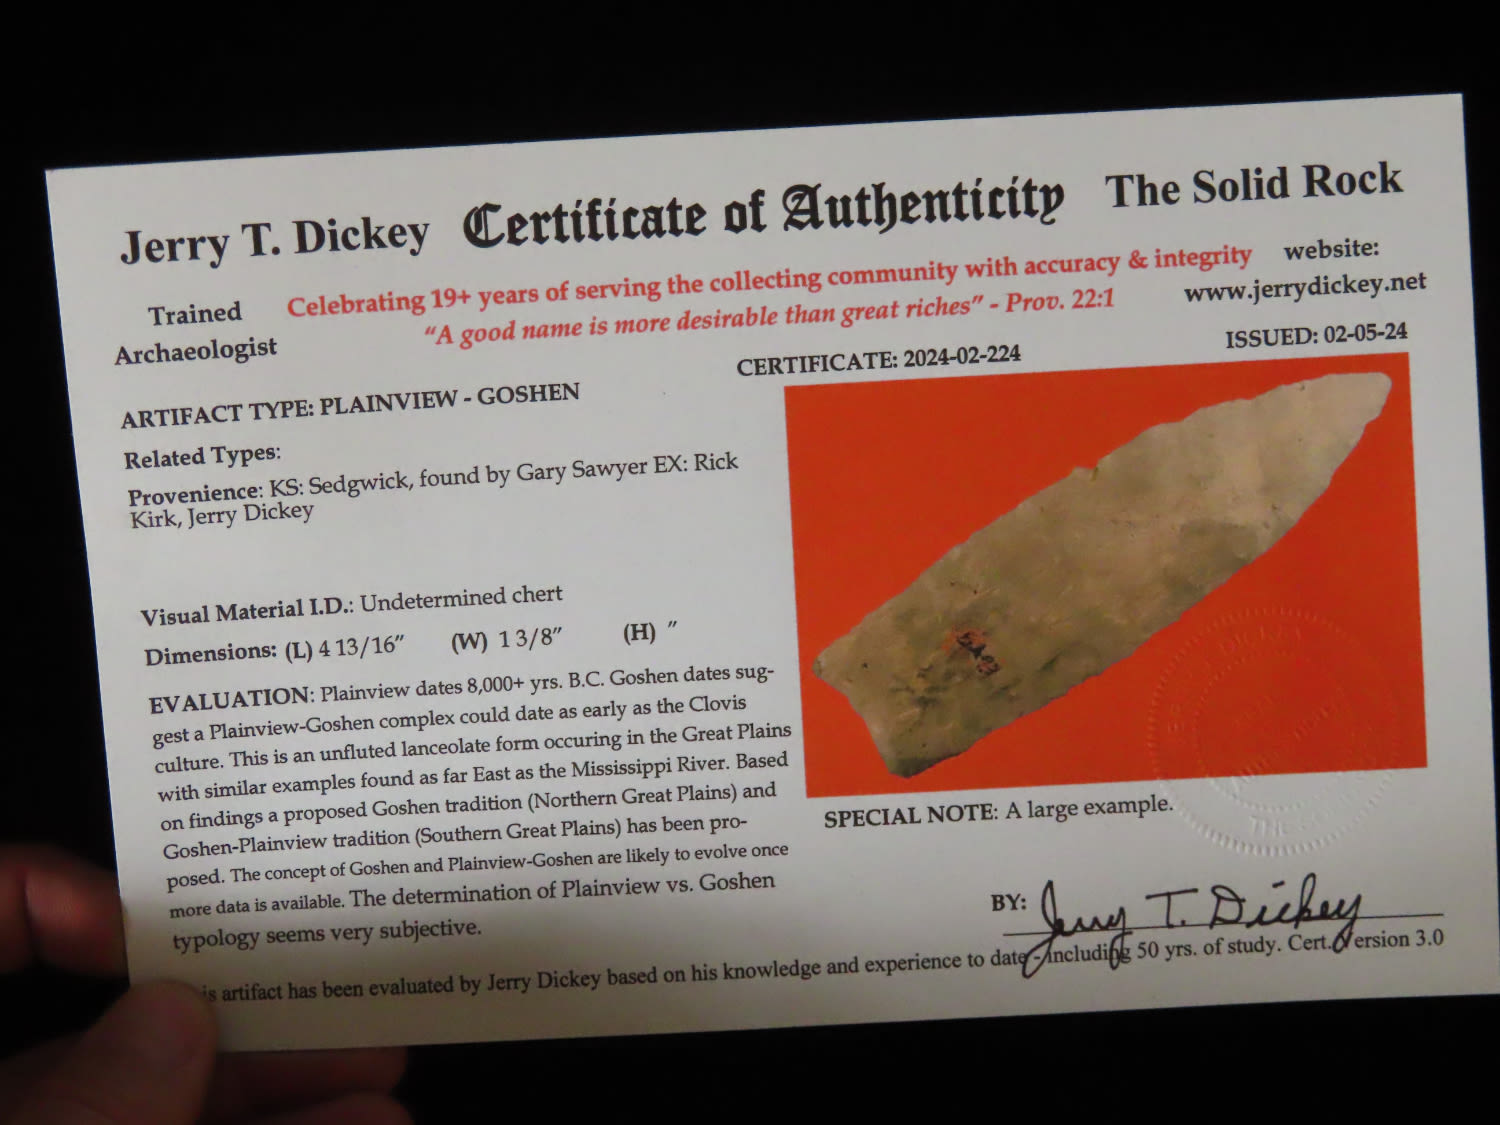 Jerry T. Dickey Certificate of Authenticity The Solid Rock
Trained
Archaeologist
Celebrating 19+ years of serving the collecting community with accuracy & integrity
“A good name is more desirable than great riches” - Prov. 22:1
website:
www.jerrydickey.net
CERTIFICATE: 2024-02-224
ISSUED: 02-05-24
ARTIFACT TYPE: PLAINVIEW - GOSHEN
Related Types:
Provenience: KS: Sedgwick, found by Gary Sawyer EX: Rick
Kirk, Jerry Dickey
Visual Material I.D.: Undetermined chert
Dimensions: (L) 4 13/16” (W) 1 3/8” (H) ”
EVALUATION: Plainview dates 8,000+ yrs. B.C. Goshen dates sug-
gest a Plainview-Goshen complex could date as early as the Clovis
culture. This is an unfluted lanceolate form occuring in the Great Plains
with similar examples found as far East as the Mississippi River. Based
on findings a proposed Goshen tradition (Northern Great Plains) and
Goshen-Plainview tradition (Southern Great Plains) has been pro-
posed. The concept of Goshen and Plainview-Goshen are likely to evolve once
more data is available. The determination of Plainview vs. Goshen
typology seems very subjective.
SPECIAL NOTE: A large example.
BY: Jerry T. Dickey
is artifact has been evaluated by Jerry Dickey based on his knowledge and experience to date - including 50 yrs. of study. Cert. Version 3.0